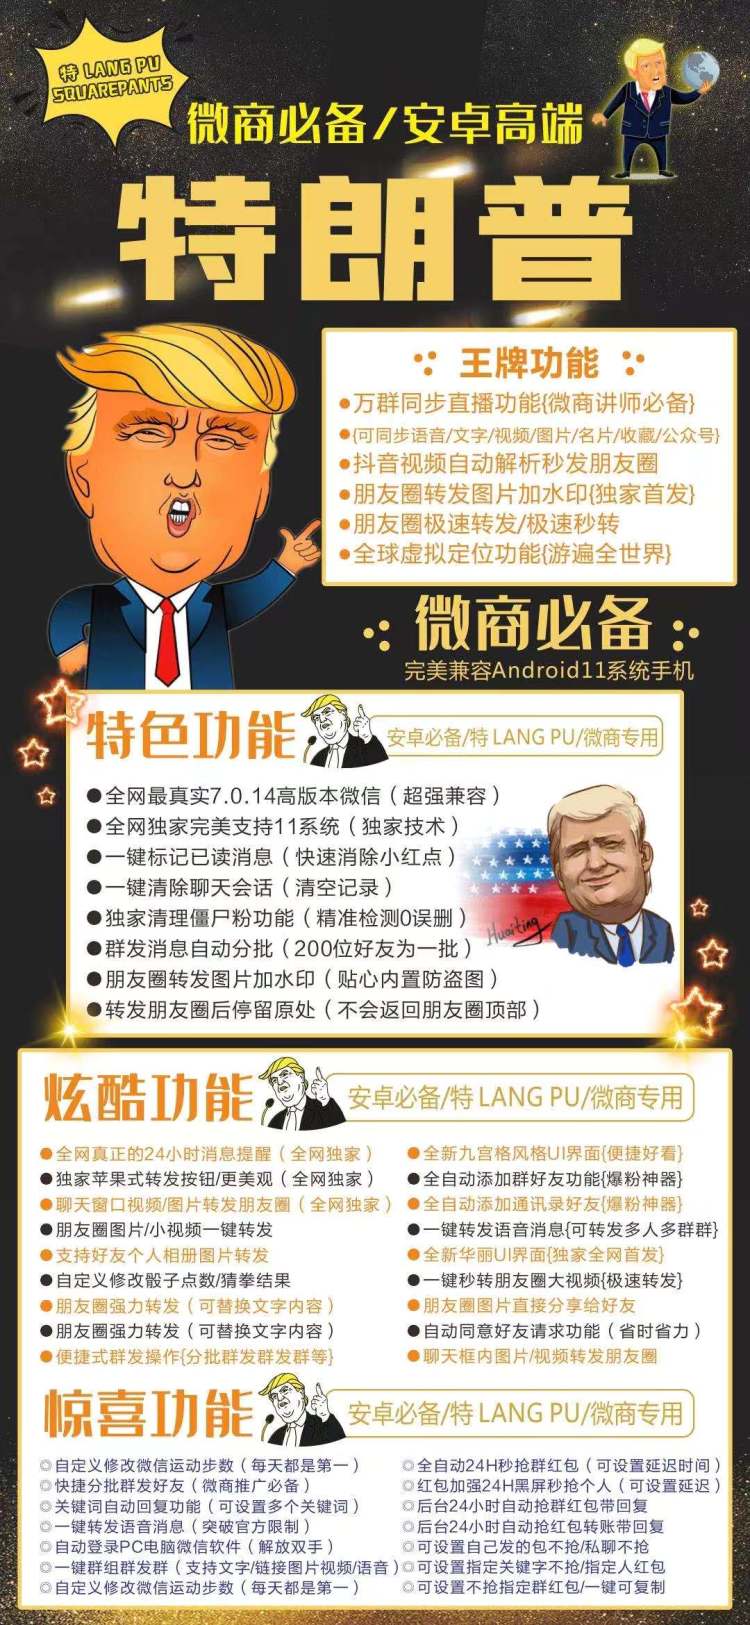 特 LANG PU
SQUAREPANTS
微商必备/安卓高端
特朗普
王牌功能
●万群同步直播功能{微商讲师必备}
●{可同步语音/文字/视频/图片/名片/收藏/公众号}
●抖音视频自动解析秒发朋友圈
●朋友圈转发图片加水印{独家首发}
●朋友圈极速转发/极速秒转
●全球虚拟定位功能{游遍全世界}
微商必备
完美兼容Android11系统手机
特色功能
安卓必备/特 LANG PU/微商专用
●全网最真实7.0.14高版本微信（超强兼容）
●全网独家完美支持11系统（独家技术）
●一键标记已读消息（快速消除小红点）
●一键清除聊天会话（清空记录）
●独家清理僵尸粉功能（精准检测0误删）
●群发消息自动分批（200位好友为一批）
●朋友圈转发图片加水印（贴心内置防盗图）
●转发朋友圈后停留原处（不会返回朋友圈顶部）
Huaiting
炫酷功能
安卓必备/特 LANG PU/微商专用
●全网真正的24小时消息提醒（全网独家）
●独家苹果式转发按钮/更美观（全网独家）
●聊天窗口视频/图片转发朋友圈（全网独家）
●朋友圈图片/小视频一键转发
●支持好友个人相册图片转发
●自定义修改骰子点数/猜拳结果
●朋友圈强力转发（可替换文字内容）
●朋友圈强力转发（可替换文字内容）
●便捷式群发操作{分批群发群发群等}
●全新九宫格风格UI界面{便捷好看}
●全自动添加群好友功能{爆粉神器}
●全自动添加通讯录好友{爆粉神器}
●一键转发语音消息{可转发多人多群群}
●全新华丽UI界面{独家全网首发}
●一键秒转朋友圈大视频{极速转发}
●朋友圈图片直接分享给好友
●自动同意好友请求功能（省时省力）
●聊天框内图片/视频转发朋友圈
惊喜功能
安卓必备/特 LANG PU/微商专用
◎自定义修改微信运动步数（每天都是第一）
◎快捷分批群发好友（微商推广必备）
◎关键词自动回复功能（可设置多个关键词）
◎一键转发语音消息（突破官方限制）
◎自动登录PC电脑微信软件（解放双手）
◎一键群组群发群（支持文字/链接图片视频/语音）
◎自定义修改微信运动步数（每天都是第一）
◎全自动24H秒抢群红包（可设置延迟时间）
◎红包加强24H黑屏秒抢个人（可设置延迟）
◎后台24小时自动抢群红包带回复
◎后台24小时自动抢红包转账带回复
◎可设置自己发的包不抢/私聊不抢
◎可设置指定关键字不抢/指定人红包
◎可设置不抢指定群红包/一键可复制